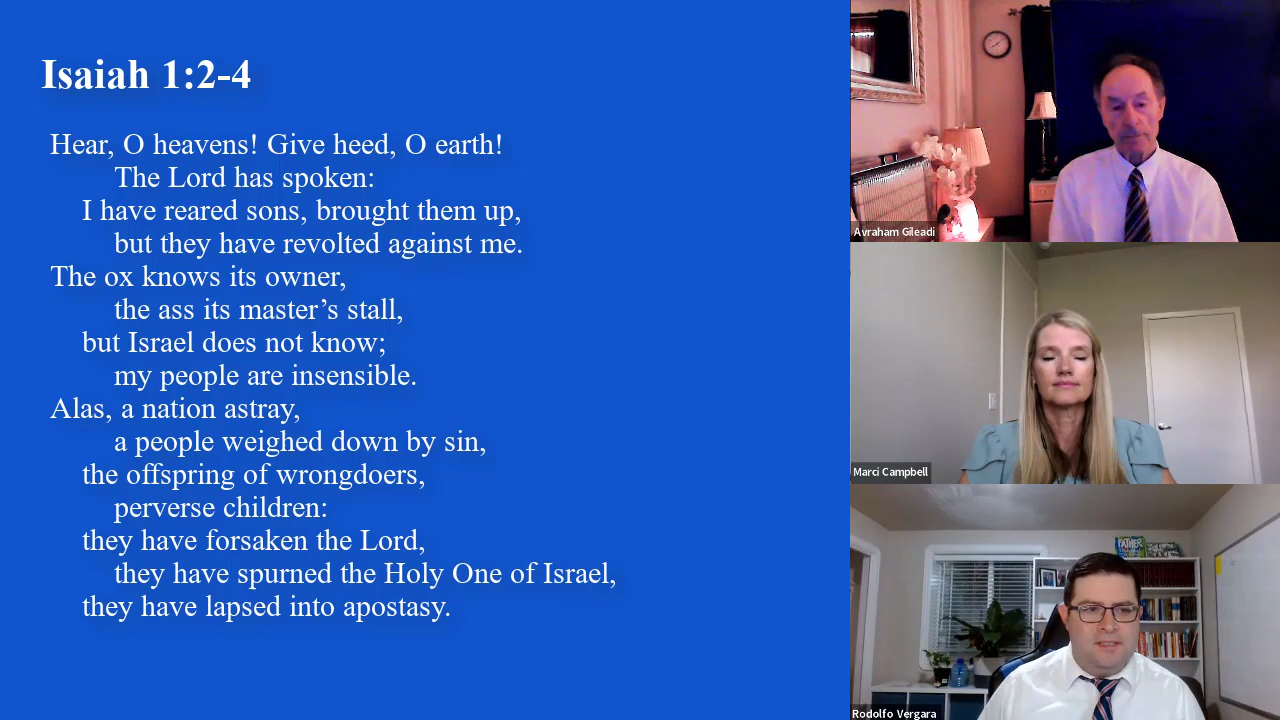 Isaiah 1:2-4
Hear, O heavens! Give heed, O earth!
The Lord has spoken:
I have reared sons, brought them up,
but they have revolted against me.
The ox knows its owner,
the ass its master’s stall,
but Israel does not know;
my people are insensible.
Alas, a nation astray,
a people weighed down by sin,
the offspring of wrongdoers,
perverse children:
they have forsaken the Lord,
they have spurned the Holy One of Israel,
they have lapsed into apostasy.
Avraham Gileadi
Marci Campbell
FATHER
Rodolfo Vergara